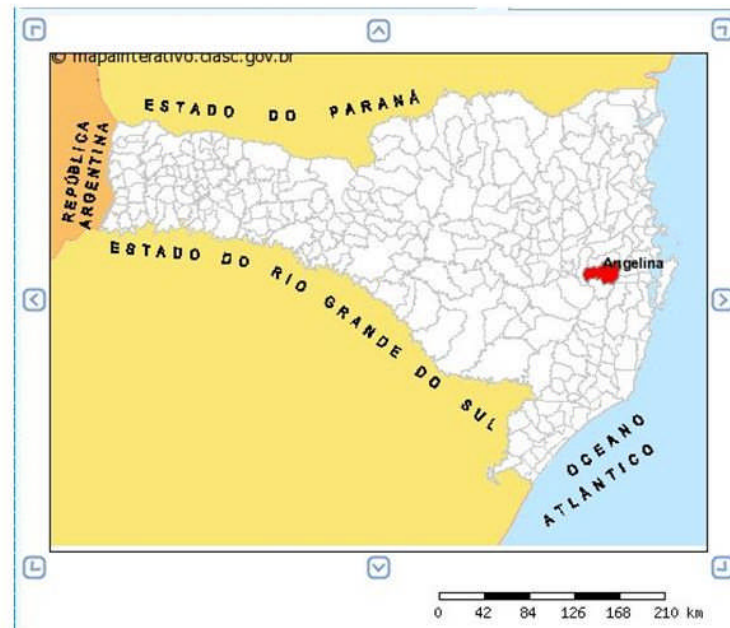 © mapainterativo.ciasc.gov.br
ESTADO DO PARANÁ
REPÚBLICA
ARGENTINA
Angelina
ESTADO DO RIO GRANDE DO SUL
OCEANO
ATLÂNTICO
0 42 84 126 168 210 km